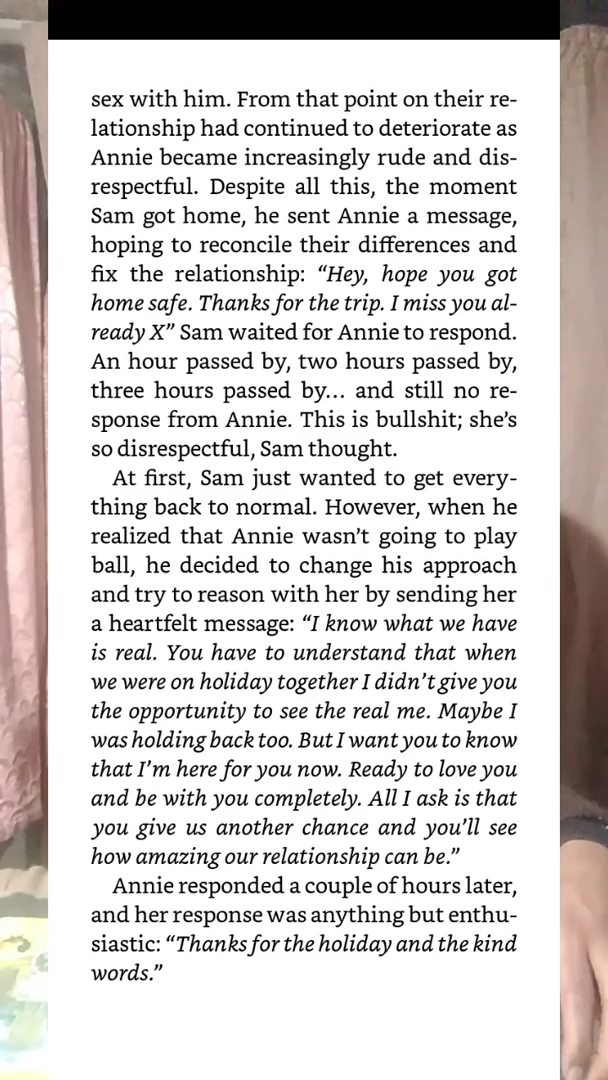 sex with him. From that point on their re-
lationship had continued to deteriorate as
Annie became increasingly rude and dis-
respectful. Despite all this, the moment
Sam got home, he sent Annie a message,
hoping to reconcile their differences and
fix the relationship: “Hey, hope you got
home safe. Thanks for the trip. I miss you al-
ready X” Sam waited for Annie to respond.
An hour passed by, two hours passed by,
three hours passed by... and still no re-
sponse from Annie. This is bullshit; she’s
so disrespectful, Sam thought.
At first, Sam just wanted to get every-
thing back to normal. However, when he
realized that Annie wasn’t going to play
ball, he decided to change his approach
and try to reason with her by sending her
a heartfelt message: “I know what we have
is real. You have to understand that when
we were on holiday together I didn’t give you
the opportunity to see the real me. Maybe I
was holding back too. But I want you to know
that I’m here for you now. Ready to love you
and be with you completely. All I ask is that
you give us another chance and you’ll see
how amazing our relationship can be.”
Annie responded a couple of hours later,
and her response was anything but enthu-
siastic: “Thanks for the holiday and the kind
words.”